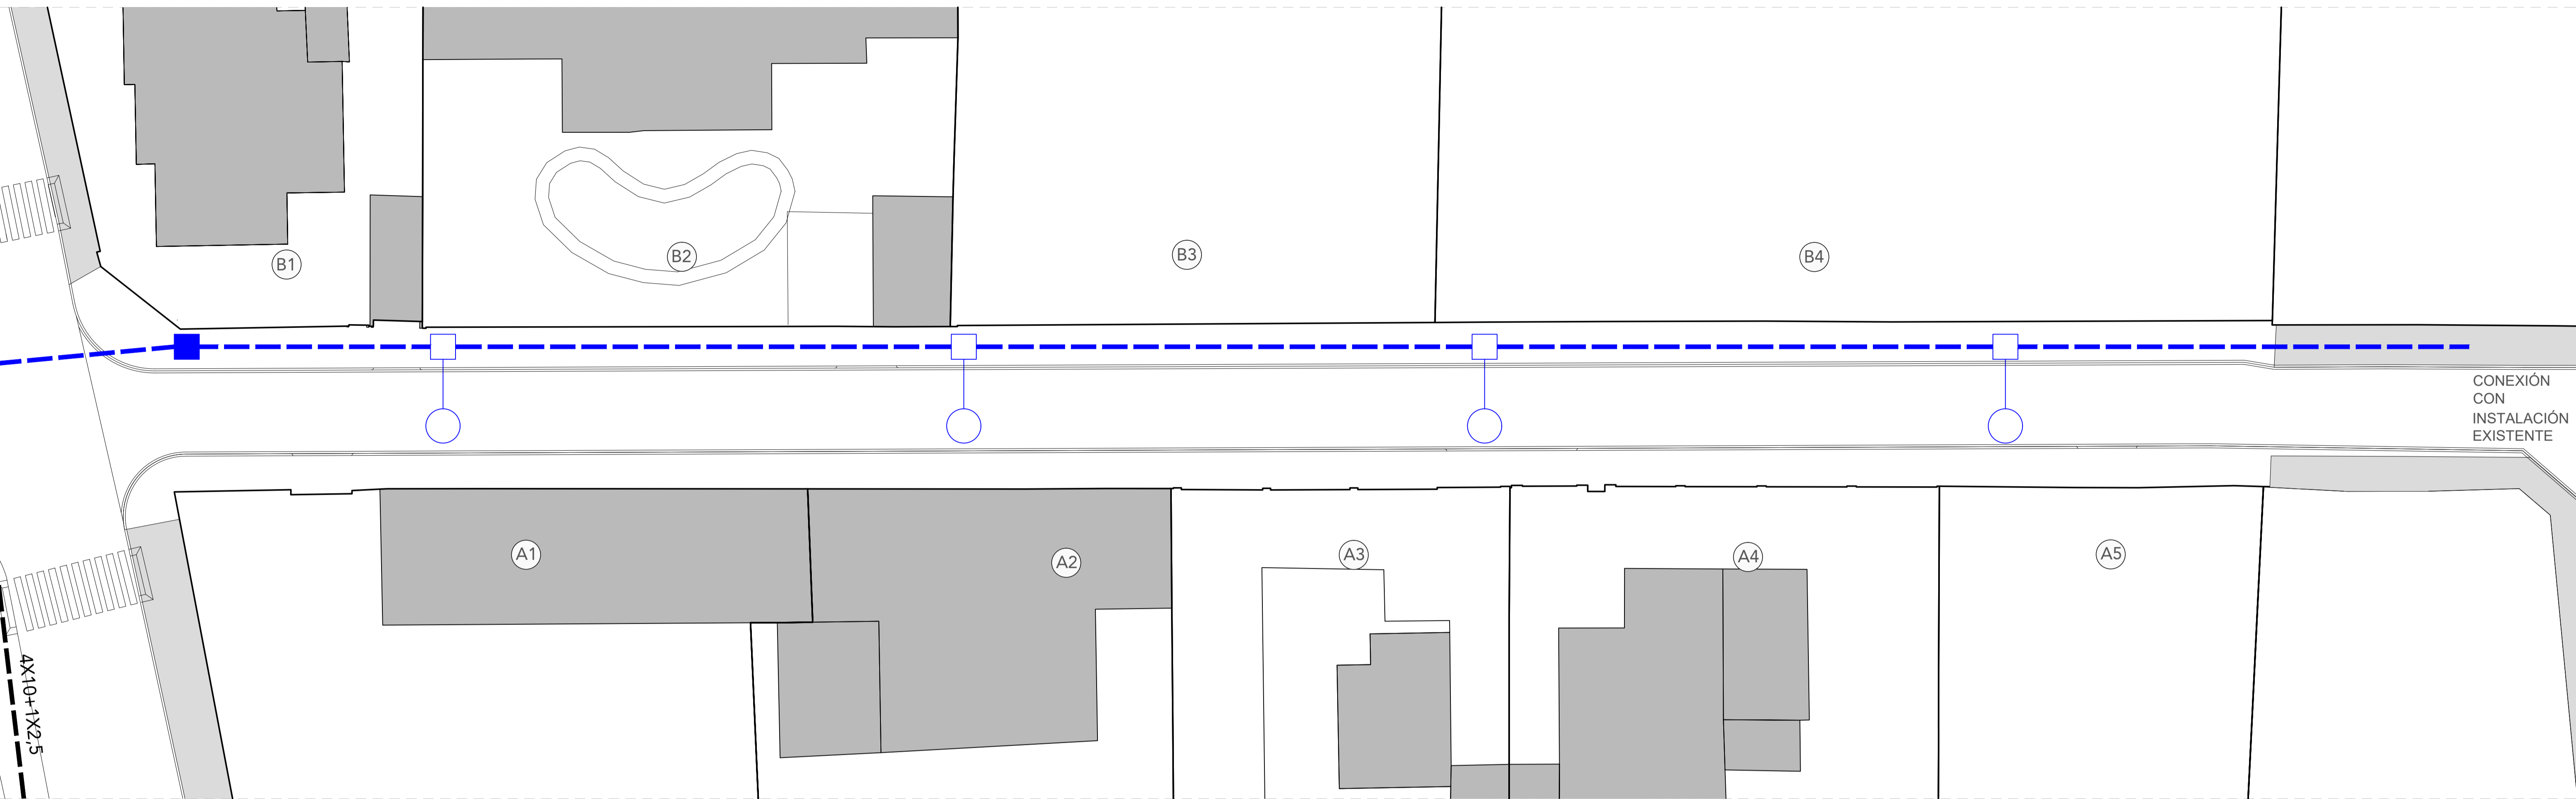 B1
B2
B3
B4
CONEXIÓN
CON
INSTALACIÓN
EXISTENTE
A1
A2
A3
A4
A5
4X10+1X2,5